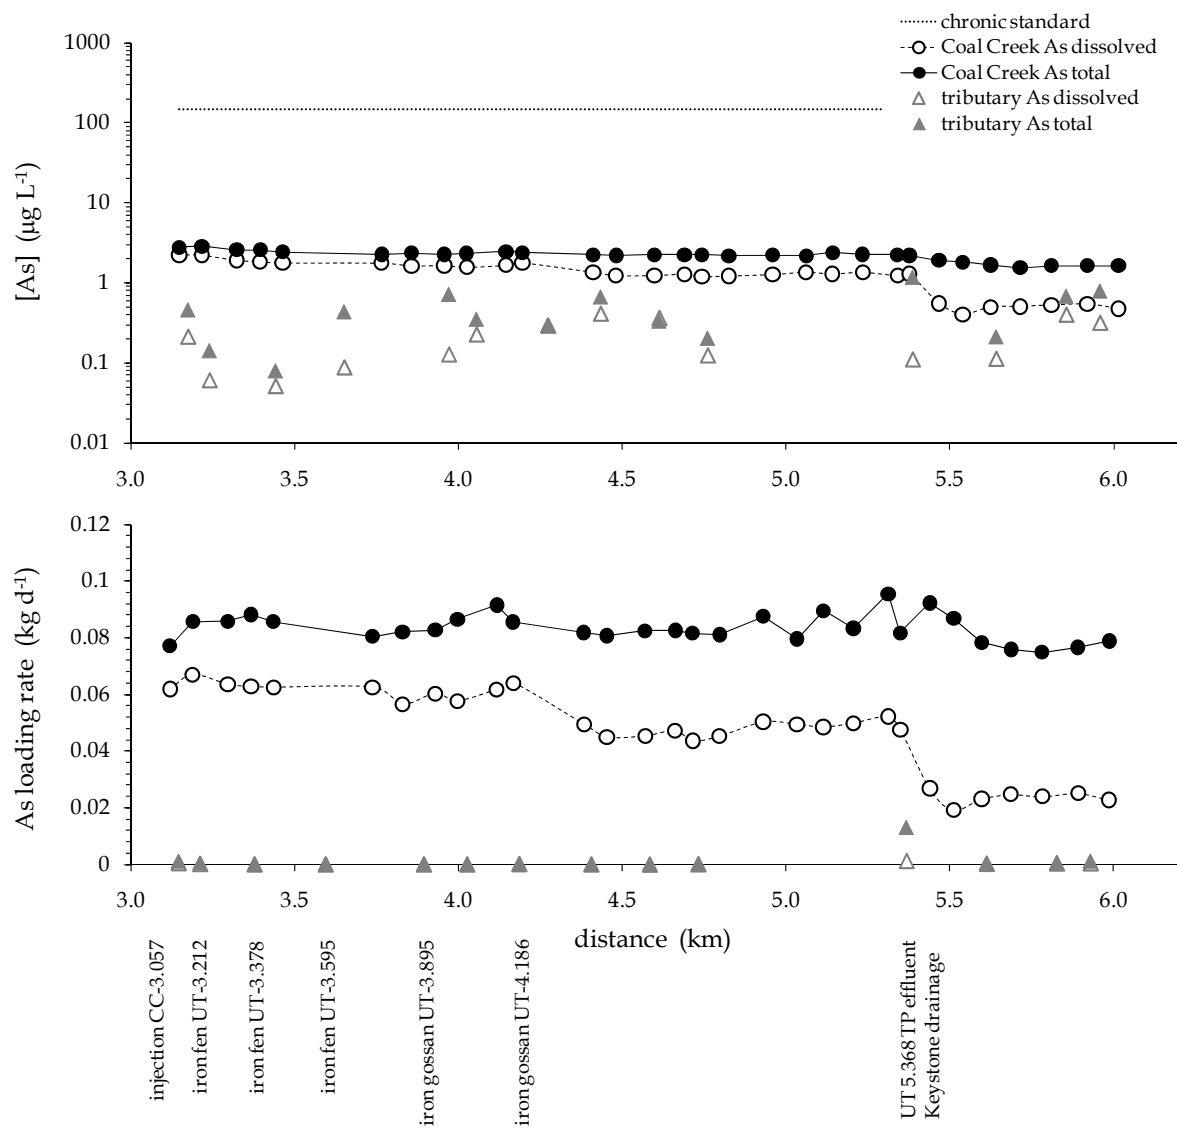 chronic standard
Coal Creek As dissolved
Coal Creek As total
tributary As dissolved
tributary As total
[As] (µg L-1)
1000
100
10
1
0.1
0.01
3.0 3.5 4.0 4.5 5.0 5.5 6.0
As loading rate (kg d-1)
0.12
0.1
0.08
0.06
0.04
0.02
0
3.0 3.5 4.0 4.5 5.0 5.5 6.0
distance (km)
injection CC-3.057
iron fen UT-3.212
iron fen UT-3.378
iron fen UT-3.595
iron gossan UT-3.895
iron gossan UT-4.186
UT 5.368 TP effluent
Keystone drainage